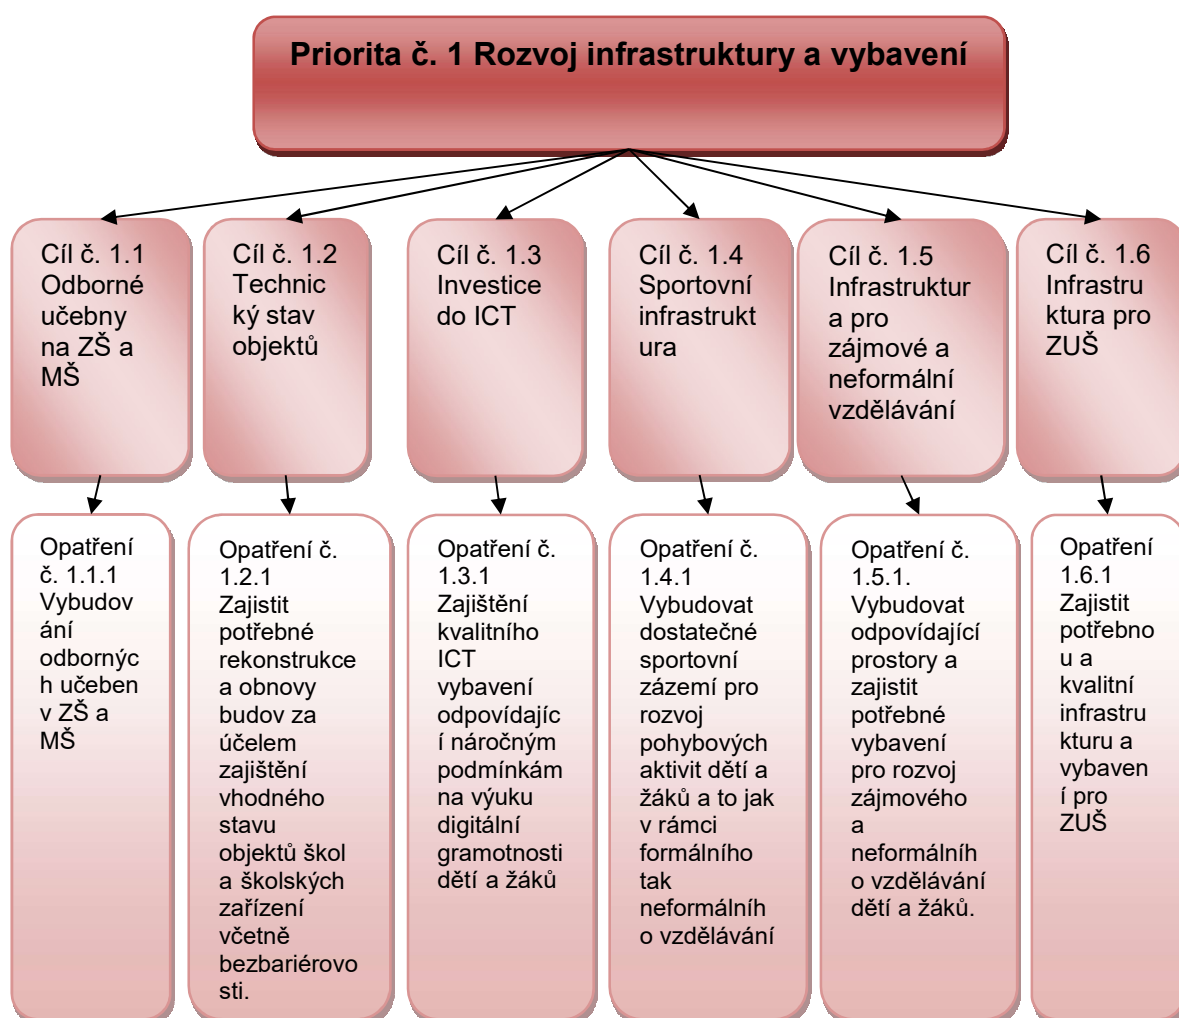 Priorita č. 1 Rozvoj infrastruktury a vybavení
Cíl č. 1.1
Odborné
učebny
na ZŠ a
MŠ
Cíl č. 1.2
Technic
ký stav
objektů
Cíl č. 1.3
Investice
do ICT
Cíl č. 1.4
Sportovní
infrastrukt
ura
Cíl č. 1.5
Infrastruktur
a pro
zájmové a
neformální
vzdělávání
Cíl č. 1.6
Infrastru
ktura pro
ZUŠ
Opatření
č. 1.1.1
Vybudov
ání
odbornýc
h učeben
v ZŠ a
MŠ
Opatření č.
1.2.1
Zajistit
potřebné
rekonstrukce
a obnovy
budov za
účelem
zajištění
vhodného
stavu
objektů škol
a školských
zařízení
včetně
bezbariérovo
sti.
Opatření č.
1.3.1
Zajištění
kvalitního
ICT
vybavení
odpovídajíc
í náročným
podmínkám
na výuku
digitální
gramotnosti
dětí a žáků
Opatření č.
1.4.1
Vybudovat
dostatečné
sportovní
zázemí pro
rozvoj
pohybových
aktivit dětí a
žáků a to jak
v rámci
formálního
tak
neformálníh
o vzdělávání
Opatření č.
1.5.1.
Vybudovat
odpovídající
prostory a
zajistit
potřebné
vybavení
pro rozvoj
zájmového
a
neformálníh
o vzdělávání
dětí a žáků.
Opatření
č. 1.6.1
Zajistit
potřebno
u a
kvalitní
infrastru
kturu a
vybaven
í pro
ZUŠ